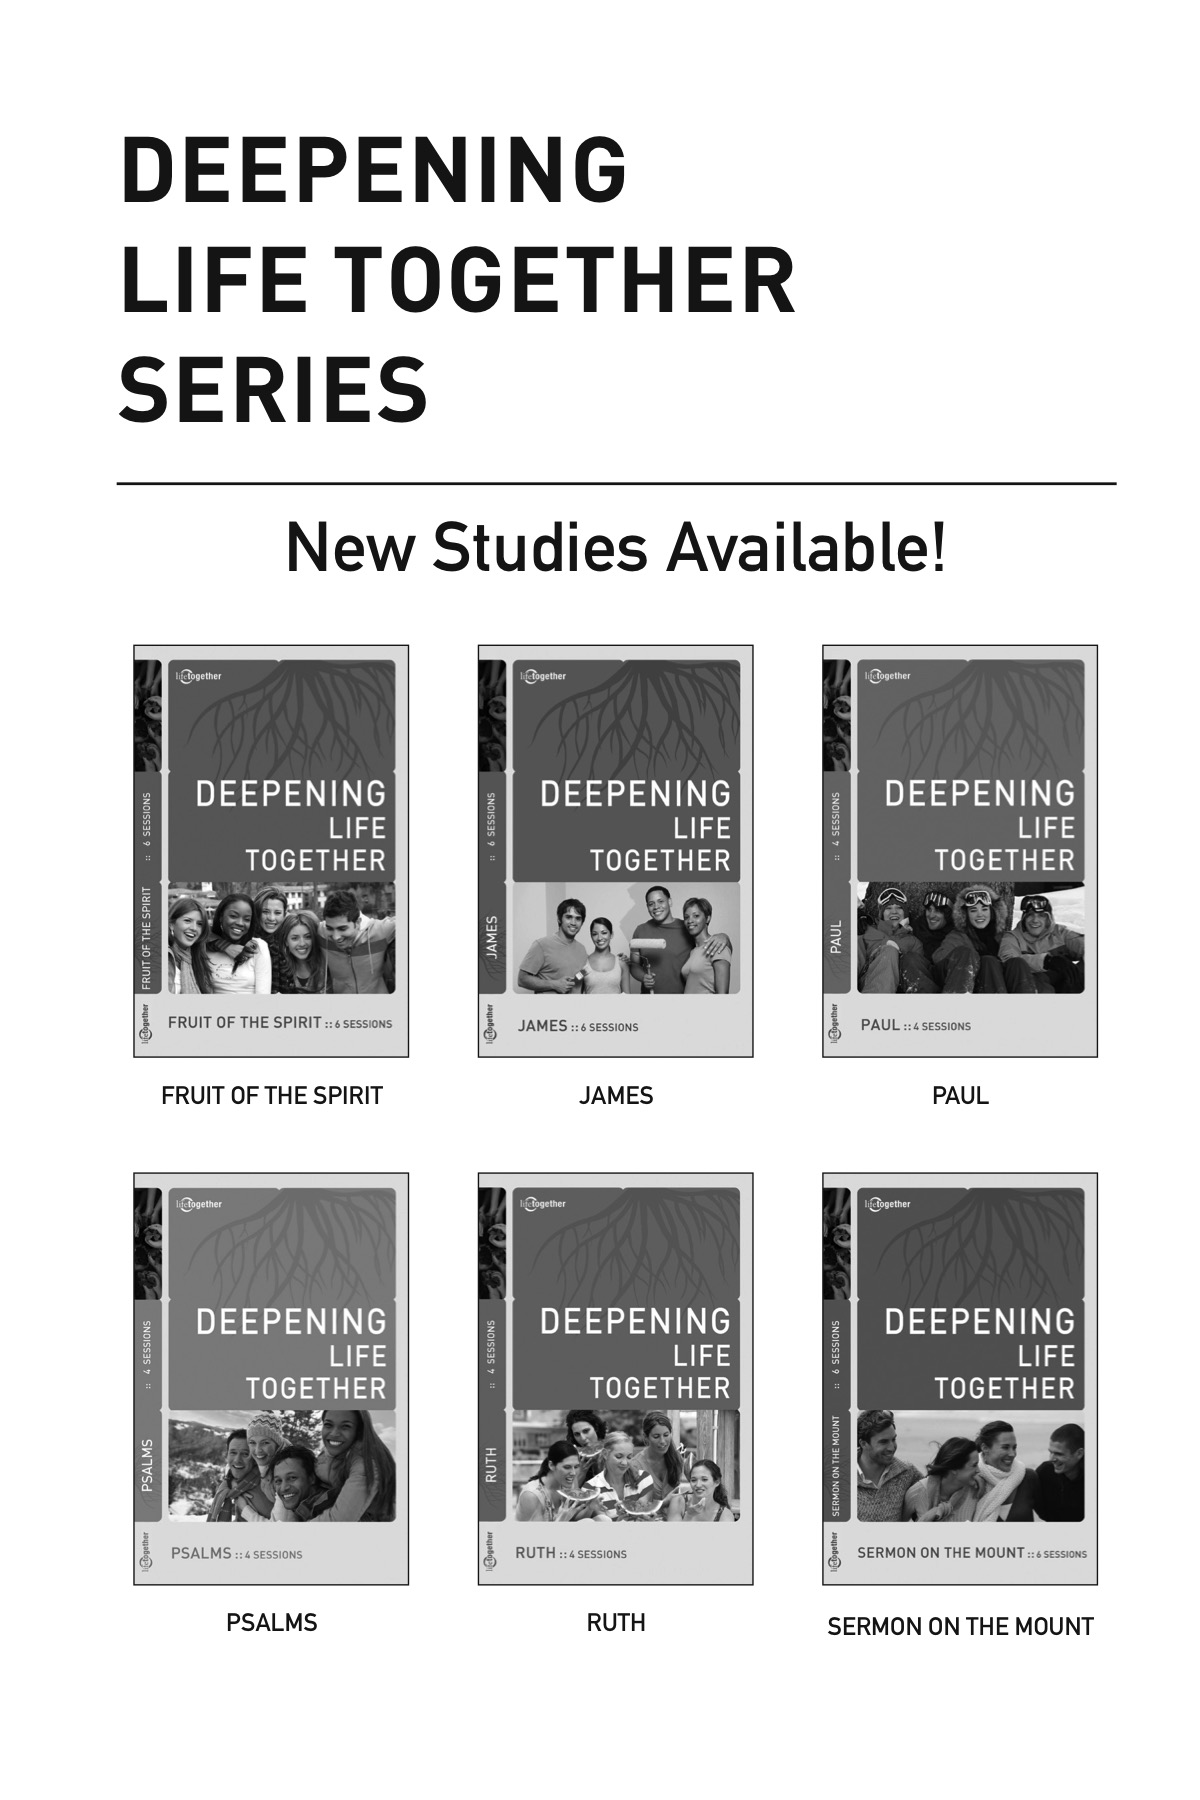 DEEPENING
LIFE TOGETHER
SERIES
New Studies Available!
lifetogether
DEEPENING
LIFE
TOGETHER
FRUIT OF THE SPIRIT :: 6 SESSIONS
lifetogether FRUIT OF THE SPIRIT :: 6 SESSIONS
FRUIT OF THE SPIRIT
lifetogether
DEEPENING
LIFE
TOGETHER
JAMES :: 6 SESSIONS
lifetogether JAMES :: 6 SESSIONS
JAMES
lifetogether
DEEPENING
LIFE
TOGETHER
PAUL :: 4 SESSIONS
lifetogether PAUL :: 4 SESSIONS
PAUL
lifetogether
DEEPENING
LIFE
TOGETHER
PSALMS :: 4 SESSIONS
lifetogether PSALMS :: 4 SESSIONS
PSALMS
lifetogether
DEEPENING
LIFE
TOGETHER
RUTH :: 4 SESSIONS
lifetogether RUTH :: 4 SESSIONS
RUTH
lifetogether
DEEPENING
LIFE
TOGETHER
SERMON ON THE MOUNT :: 6 SESSIONS
lifetogether SERMON ON THE MOUNT :: 6 SESSIONS
SERMON ON THE MOUNT